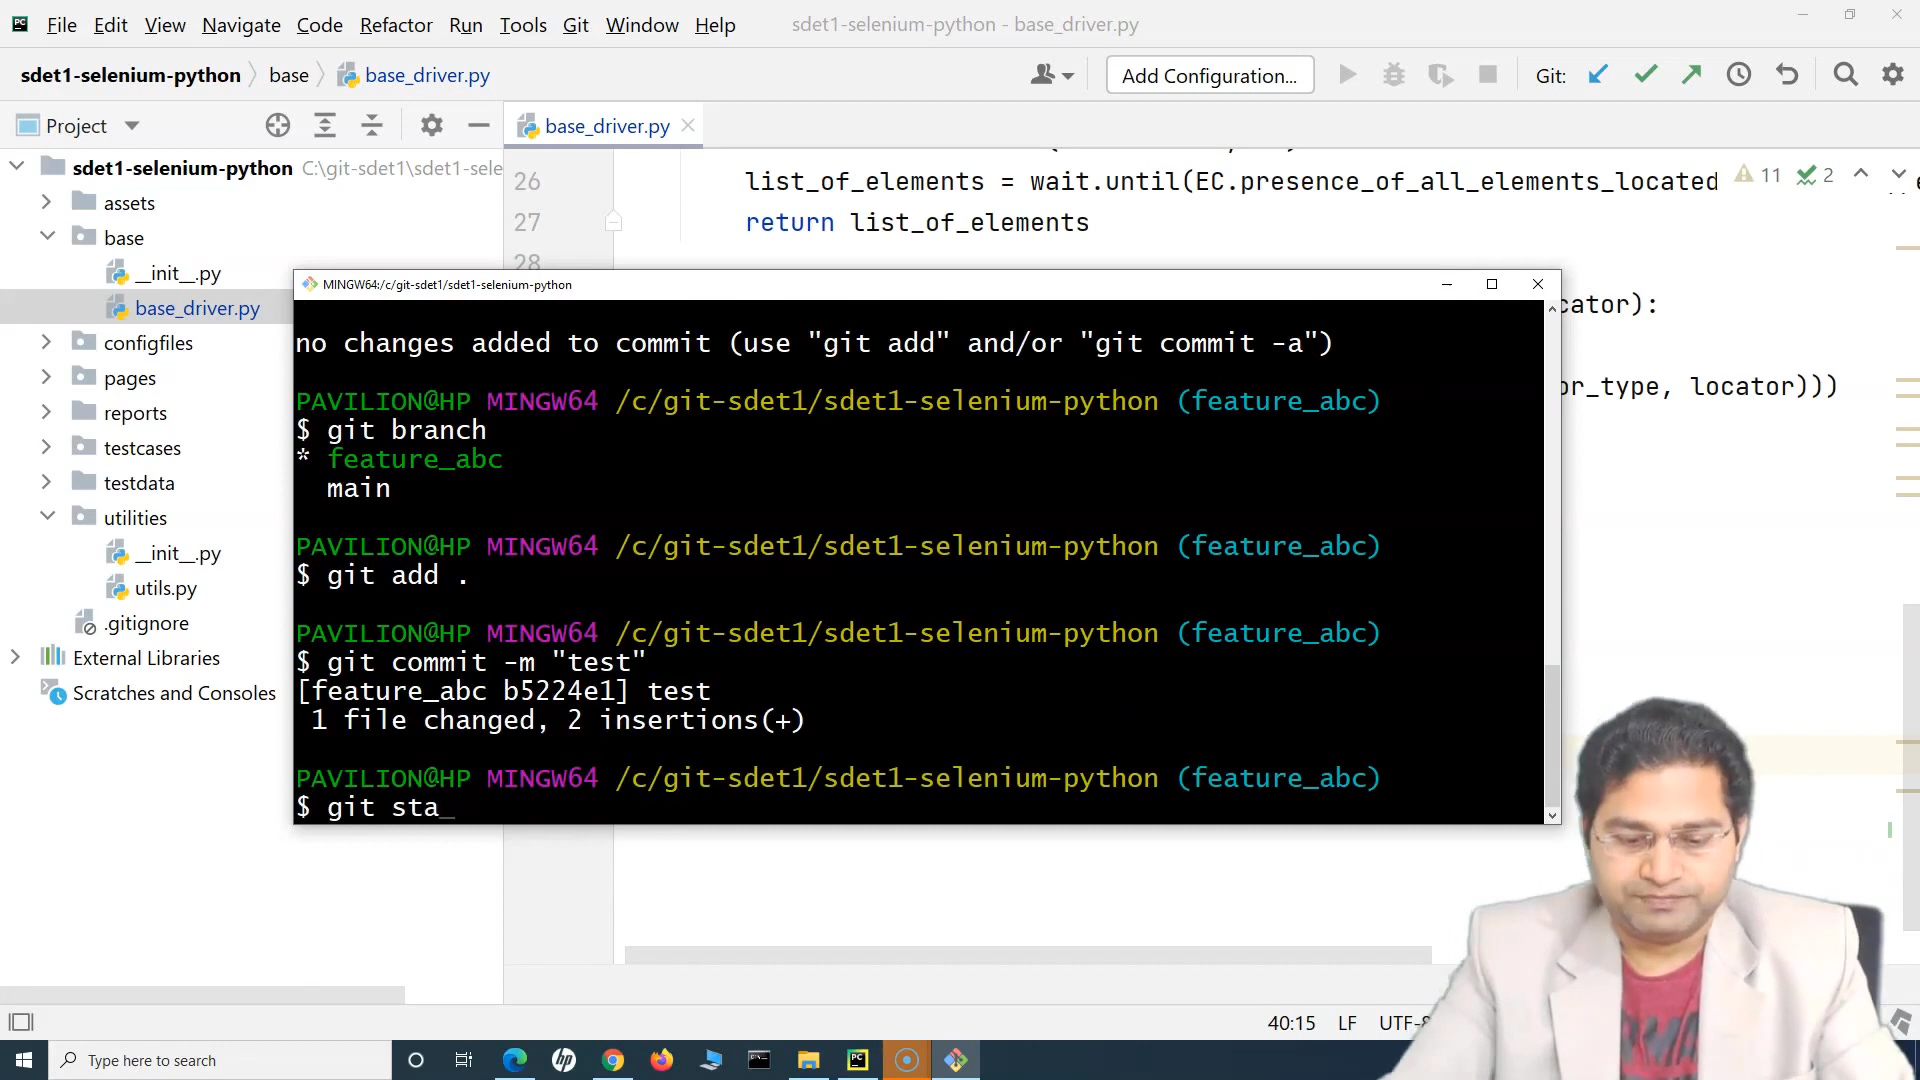 PC File Edit View Navigate Code Refactor Run Tools Git Window Help sdet1-selenium-python - base_driver.py
sdet1-selenium-python base base_driver.py Add Configuration... Git:
Project base_driver.py
sdet1-selenium-python C:\git-sdet1\sdet1-sele
assets
base
__init__.py
base_driver.py
configfiles
pages
reports
testcases
testdata
utilities
__init__.py
utils.py
.gitignore
External Libraries
Scratches and Consoles
26 list_of_elements = wait.until(EC.presence_of_all_elements_located 11 2
27 return list_of_elements
28
cator):
or_type, locator)))
MINGW64:/c/git-sdet1/sdet1-selenium-python
no changes added to commit (use "git add" and/or "git commit -a")
PAVILION@HP MINGW64 /c/git-sdet1/sdet1-selenium-python (feature_abc)
$ git branch
* feature_abc
main
PAVILION@HP MINGW64 /c/git-sdet1/sdet1-selenium-python (feature_abc)
$ git add .
PAVILION@HP MINGW64 /c/git-sdet1/sdet1-selenium-python (feature_abc)
$ git commit -m "test"
[feature_abc b5224e1] test
1 file changed, 2 insertions(+)
PAVILION@HP MINGW64 /c/git-sdet1/sdet1-selenium-python (feature_abc)
$ git sta_
40:15 LF UTF-8
Type here to search
hp
PC